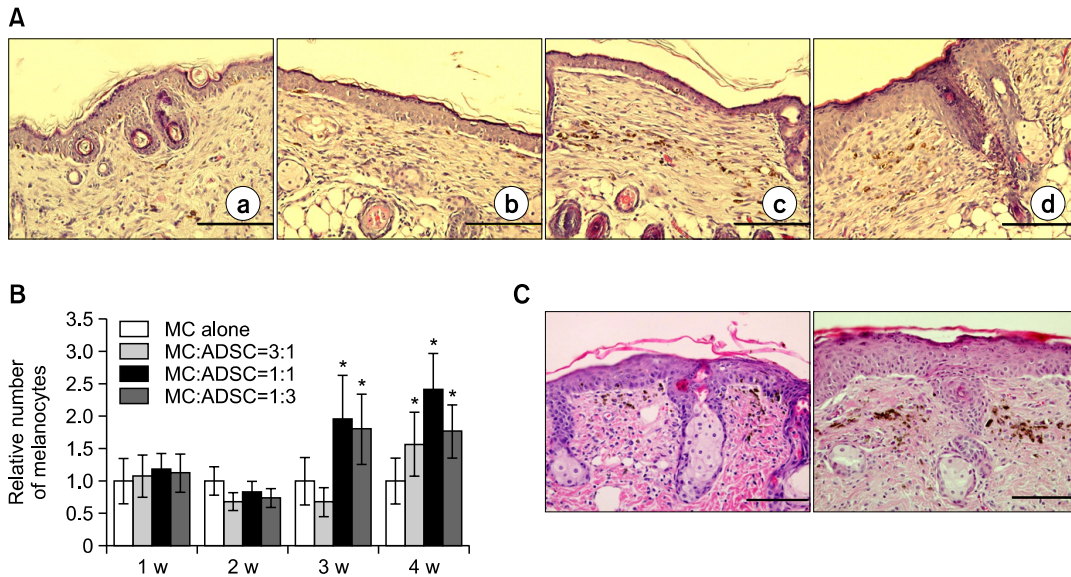 A
a
b
c
d
B
3.5
3.0
2.5
2.0
1.5
1.0
0.5
0
Relative number
of melanocytes
MC alone
MC:ADSC=3:1
MC:ADSC=1:1
MC:ADSC=1:3
* * * * *
1 w 2 w 3 w 4 w
C